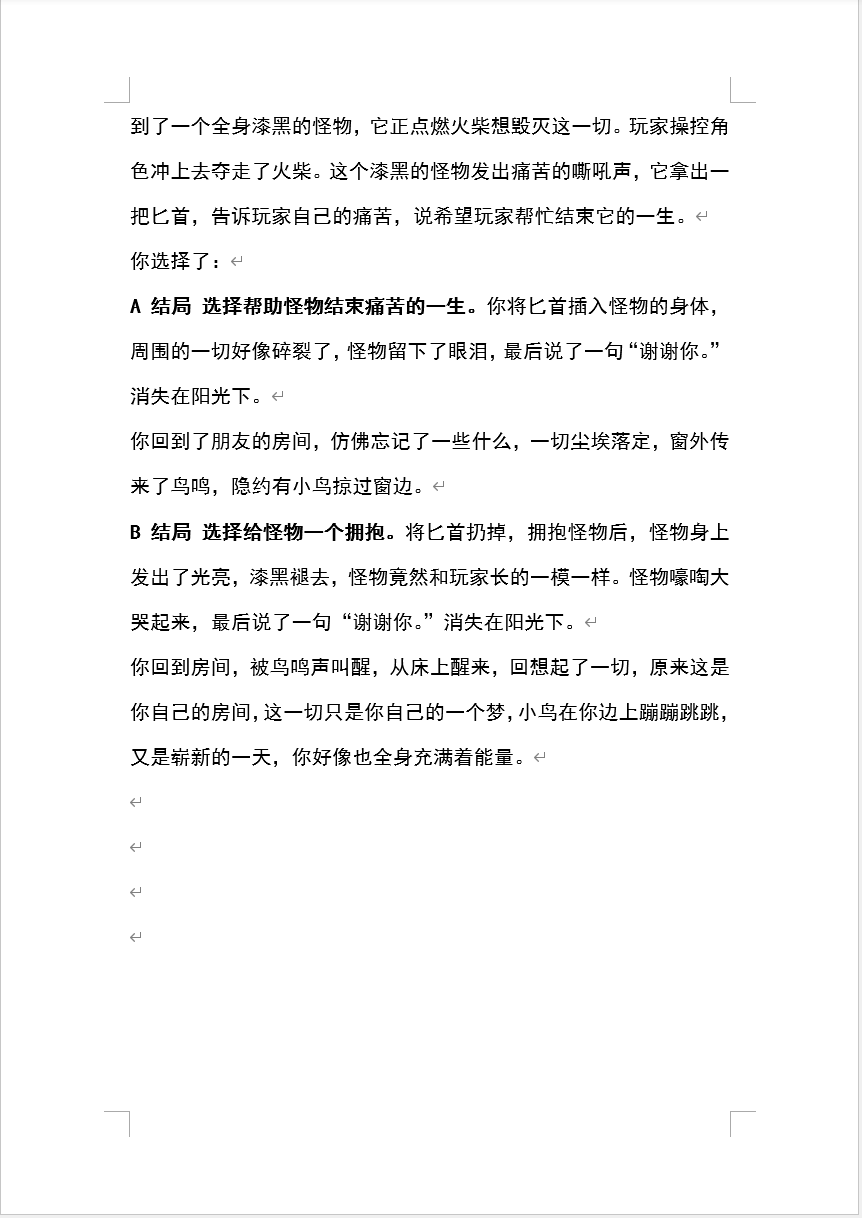 到了一个全身漆黑的怪物，它正点燃火柴想毁灭这一切。玩家操控角
色冲上去夺走了火柴。这个漆黑的怪物发出痛苦的嘶吼声，它拿出一
把匕首，告诉玩家自己的痛苦，说希望玩家帮忙结束它的一生。
你选择了：
A 结局 选择帮助怪物结束痛苦的一生。你将匕首插入怪物的身体，
周围的一切好像碎裂了，怪物留下了眼泪，最后说了一句“谢谢你。”
消失在阳光下。
你回到了朋友的房间，仿佛忘记了一些什么，一切尘埃落定，窗外传
来了鸟鸣，隐约有小鸟掠过窗边。
B 结局 选择给怪物一个拥抱。将匕首扔掉，拥抱怪物后，怪物身上
发出了光亮，漆黑褪去，怪物竟然和玩家长的一模一样。怪物嚎啕大
哭起来，最后说了一句“谢谢你。”消失在阳光下。
你回到房间，被鸟鸣声叫醒，从床上醒来，回想起了一切，原来这是
你自己的房间，这一切只是你自己的一个梦，小鸟在你边上蹦蹦跳跳，
又是崭新的一天，你好像也全身充满着能量。